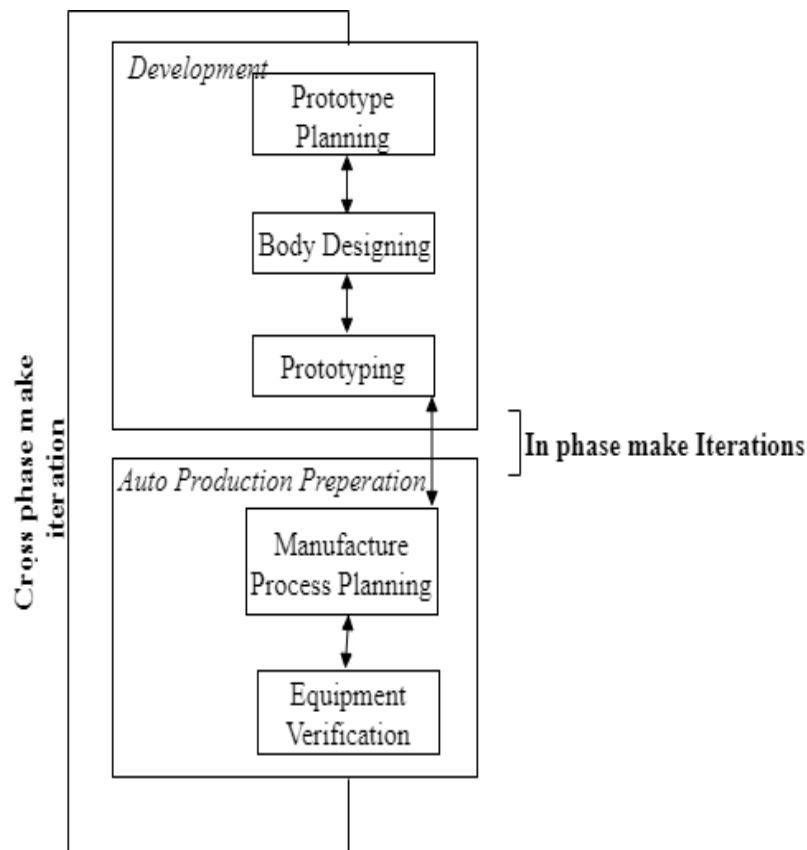 Development
Prototype
Planning
Body Designing
Prototyping
Cross phase make
iteration
In phase make Iterations
Auto Production Preperation
Manufacture
Process Planning
Equipment
Verification